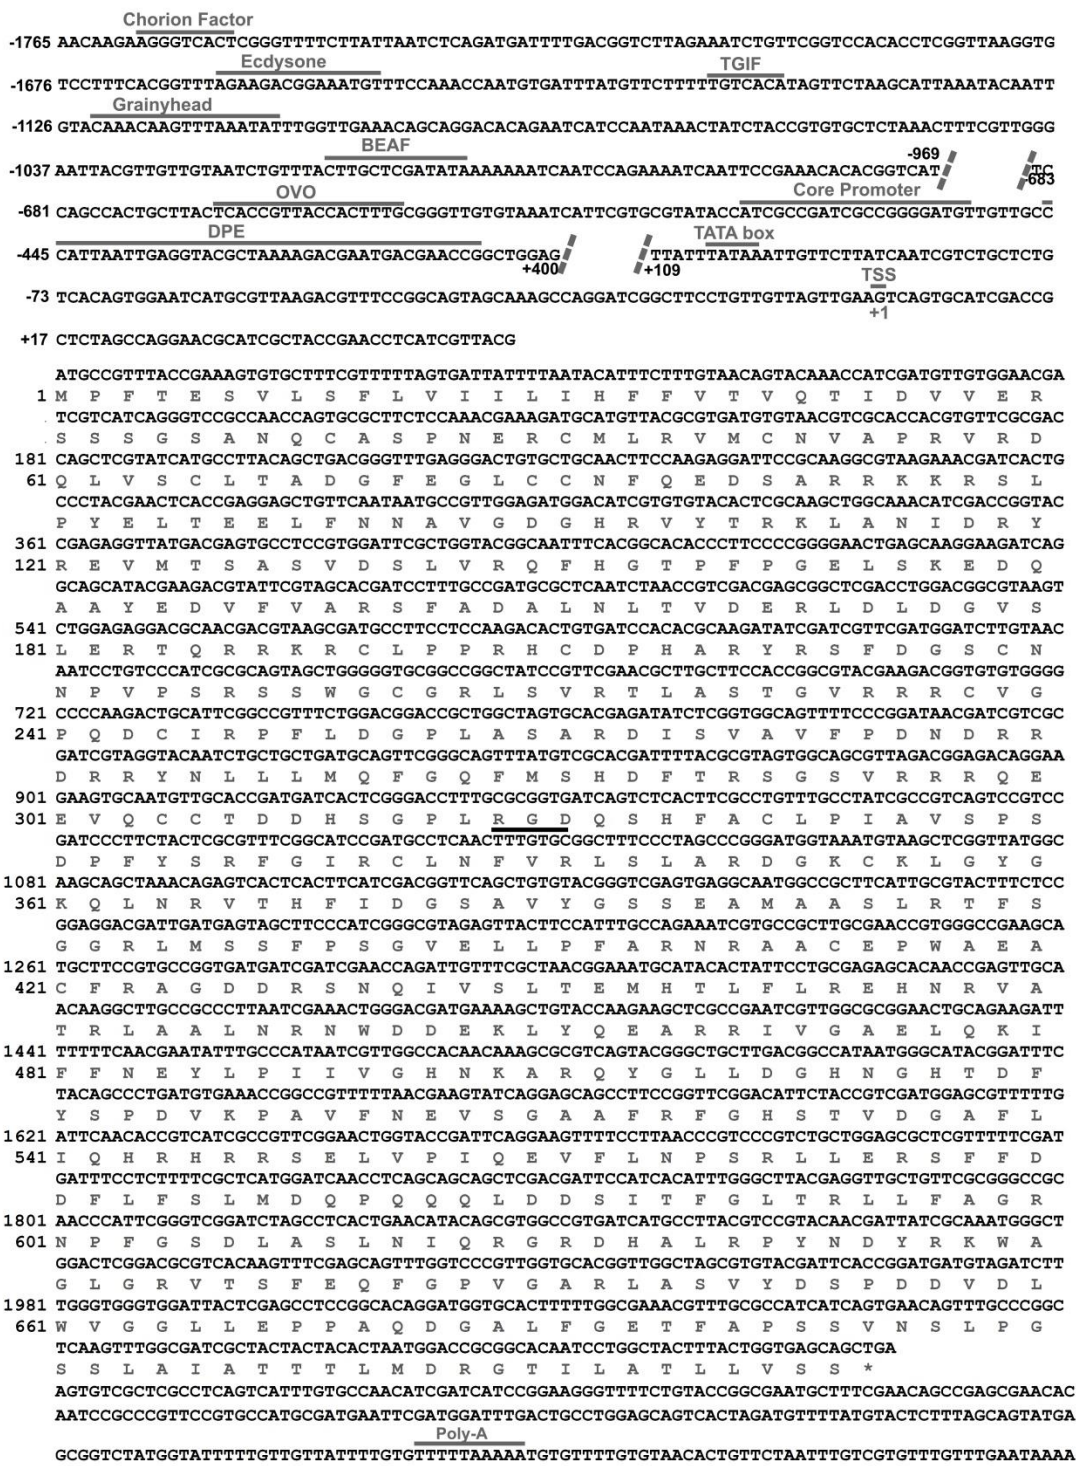 Chorion Factor
-1765 AACAAGAAGGGTCACTCGGGTTTTCTTATTAATCTCAGATGATTTTGACGGTCTTAGAAATCTGTTCGGTCCACACCTCGGTTAAGGTG
Ecdysone TGIF
-1676 TCCTTTCACGGTTTAGAAGACGGAAATGTTTCCAAACCAATGTGATTTATGTTCTTTTTTGTCACATAGTTCTAAGCATTAAATACAATT
Grainyhead
-1126 GTACAAACAAGTTTAAATATTTGGTTGAAACAGCAGGACACAGAATCATCCAATAAACTATCTACCGTGTGCTCTAAACTTTCGTTGGG
BEAF -969
-1037 AATTACGTTGTTGTAATCTGTTTACTTGCTCGATATAAAAAAATCAATCCAGAAAATCAATTCCGAAACACACGGTCAT TC
-683
OVO Core Promoter
-681 CAGCCACTGCTTACTCACCGTTACCACTTTGCGGGTTGTGTAAATCATTCGTGCGTATACCATCGCCGATCGCCGGGGATGTTGTTGCC
DPE TATA box
-445 CATTAATTGAGGTACGCTAAAAGACGAATGACGAACCGGCTGGAG TTATTTATAAATTGTTCTTATCAATCGTCTGCTCTG
+400 +109
TSS
-73 TCACAGTGGAATCATGCGTTAAGACGTTTCCGGCAGTAGCAAAGCCAGGATCGGCTTCCTGTTGTTAGTTGAAGTCAGTGCATCGACCG
+1
+17 CTCTAGCCAGGAACGCATCGCTACCGAACCTCATCGTTACG
ATGCCGTTTACCGAAAGTGTGCTTTCGTTTTTAGTGATTATTTTAATACATTTCTTTGTAACAGTACAAACCATCGATGTTGTGGAACGA
1 M P F T E S V L S F L V I I L I H F F V T V Q T I D V V E R
TCGTCATCAGGGTCCGCCAACCAGTGCGCTTCTCCAAACGAAAGATGCATGTTACGCGTGATGTGTAACGTCGCACCACGTGTTCGCGAC
S S S G S A N Q C A S P N E R C M L R V M C N V A P R V R D
181 CAGCTCGTATCATGCCTTACAGCTGACGGGTTTGAGGGACTGTGCTGCAACTTCCAAGAGGATTCCGCAAGGCGTAAGAAACGATCACTG
61 Q L V S C L T A D G F E G L C C N F Q E D S A R R K K R S L
CCCTACGAACTCACCGAGGAGCTGTTCAATAATGCCGTTGGAGATGGACATCGTGTGTACACTCGCAAGCTGGCAAACATCGACCGGTAC
P Y E L T E E L F N N A V G D G H R V Y T R K L A N I D R Y
361 CGAGAGGTTATGACGAGTGCCTCCGTGGATTCGCTGGTACGGCAATTTCACGGCACACCCTTCCCCGGGGAACTGAGCAAGGAAGATCAG
121 R E V M T S A S V D S L V R Q F H G T P F P G E L S K E D Q
GCAGCATACGAAGACGTATTCGTAGCACGATCCTTTGCCGATGCGCTCAATCTAACCGTCGACGAGCGGCTCGACCTGGACGGCGTAAGT
A A Y E D V F V A R S F A D A L N L T V D E R L D L D G V S
541 CTGGAGAGGACGCAACGACGTAAGCGATGCCTTCCTCCAAGACACTGTGATCCACACGCAAGATATCGATCGTTCGATGGATCTTGTAAC
181 L E R T Q R R K R C L P P R H C D P H A R Y R S F D G S C N
AATCCTGTCCCATCGCGCAGTAGCTGGGGGTGCGGCCGGCTATCCGTTCGAACGCTTGCTTCCACCGGCGTACGAAGACGGTGTGTGGGG
N P V P S R S S W G C G R L S V R T L A S T G V R R R C V G
721 CCCCAAGACTGCATTCGGCCGTTTCTGGACGGACCGCTGGCTAGTGCACGAGATATCTCGGTGGCAGTTTTCCCGGATAACGATCGTCGC
241 P Q D C I R P F L D G P L A S A R D I S V A V F P D N D R R
GATCGTAGGTACAATCTGCTGCTGATGCAGTTCGGGCAGTTTATGTCGCACGATTTTACGCGTAGTGGCAGCGTTAGACGGAGACAGGAA
D R R Y N L L L M Q F G Q F M S H D F T R S G S V R R R Q E
901 GAAGTGCAATGTTGCACCGATGATCACTCGGGACCTTTGCGCGGTGATCAGTCTCACTTCGCCTGTTTGCCTATCGCCGTCAGTCCGTCC
301 E V Q C C T D D H S G P L R G D Q S H F A C L P I A V S P S
GATCCCTTCTACTCGCGTTTCGGCATCCGATGCCTCAACTTTGTGCGGCTTTCCCTAGCCCGGGATGGTAAATGTAAGCTCGGTTATGGC
D P F Y S R F G I R C L N F V R L S L A R D G K C K L G Y G
1081 AAGCAGCTAAACAGAGTCACTCACTTCATCGACGGTTCAGCTGTGTACGGGTCGAGTGAGGCAATGGCCGCTTCATTGCGTACTTTCTCC
361 K Q L N R V T H F I D G S A V Y G S S E A M A A S L R T F S
GGAGGACGATTGATGAGTAGCTTCCCATCGGGCGTAGAGTTACTTCCATTTGCCAGAAATCGTGCCGCTTGCGAACCGTGGGCCGAAGCA
G G R L M S S F P S G V E L L P F A R N R A A C E P W A E A
1261 TGCTTCCGTGCCGGTGATGATCGATCGAACCAGATTGTTTCGCTAACGGAAATGCATACACTATTCCTGCGAGAGCACAACCGAGTTGCA
421 C F R A G D D R S N Q I V S L T E M H T L F L R E H N R V A
ACAAGGCTTGCCGCCCTTAATCGAAACTGGGACGATGAAAAGCTGTACCAAGAAGCTCGCCGAATCGTTGGCGCGGAACTGCAGAAGATT
T R L A A L N R N W D D E K L Y Q E A R R I V G A E L Q K I
1441 TTTTTCAACGAATATTTGCCCATAATCGTTGGCCACAACAAAGCGCGTCAGTACGGGCTGCTTGACGGCCATAATGGGCATACGGATTTC
481 F F N E Y L P I I V G H N K A R Q Y G L L D G H N G H T D F
TACAGCCCTGATGTGAAACCGGCCGTTTTTAACGAAGTATCAGGAGCAGCCTTCCGGTTCGGACATTCTACCGTCGATGGAGCGTTTTTG
Y S P D V K P A V F N E V S G A A F R F G H S T V D G A F L
1621 ATTCAACACCGTCATCGCCGTTCGGAACTGGTACCGATTCAGGAAGTTTTCCTTAACCCGTCCCGTCTGCTGGAGCGCTCGTTTTTCGAT
541 I Q H R H R R S E L V P I Q E V F L N P S R L L E R S F F D
GATTTCCTCTTTTCGCTCATGGATCAACCTCAGCAGCAGCTCGACGATTCCATCACATTTGGGCTTACGAGGTTGCTGTTCGCGGGCCGC
D F L F S L M D Q P Q Q Q L D D S I T F G L T R L L F A G R
1801 AACCCATTCGGGTCGGATCTAGCCTCACTGAACATACAGCGTGGCCGTGATCATGCCTTACGTCCGTACAACGATTATCGCAAATGGGCT
601 N P F G S D L A S L N I Q R G R D H A L R P Y N D Y R K W A
GGACTCGGACGCGTCACAAGTTTCGAGCAGTTTGGTCCCGTTGGTGCACGGTTGGCTAGCGTGTACGATTCACCGGATGATGTAGATCTT
G L G R V T S F E Q F G P V G A R L A S V Y D S P D D V D L
1981 TGGGTGGGTGGATTACTCGAGCCTCCGGCACAGGATGGTGCACTTTTTGGCGAAACGTTTGCGCCATCATCAGTGAACAGTTTGCCCGGC
661 W V G G L L E P P A Q D G A L F G E T F A P S S V N S L P G
TCAAGTTTGGCGATCGCTACTACTACACTAATGGACCGCGGCACAATCCTGGCTACTTTACTGGTGAGCAGCTGA
S S L A I A T T T L M D R G T I L A T L L V S S *
AGTGTCGCTCGCCTCAGTCATTTGTGCCAACATCGATCATCCGGAAGGGTTTTCTGTACCGGCGAATGCTTTCGAACAGCCGAGCGAACAC
AATCCGCCCGTTCCGTGCCATGCGATGAATTCGATGGATTTGACTGCCTGGAGCAGTCACTAGATGTTTTATGTACTCTTTAGCAGTATGA
Poly-A
GCGGTCTATGGTATTTTTGTTGTTATTTTGTGTTTTTAAAAATGTGTTTTGTGTAACACTGTTCTAATTTGTCGTGTTTGTTTGAATAAAA